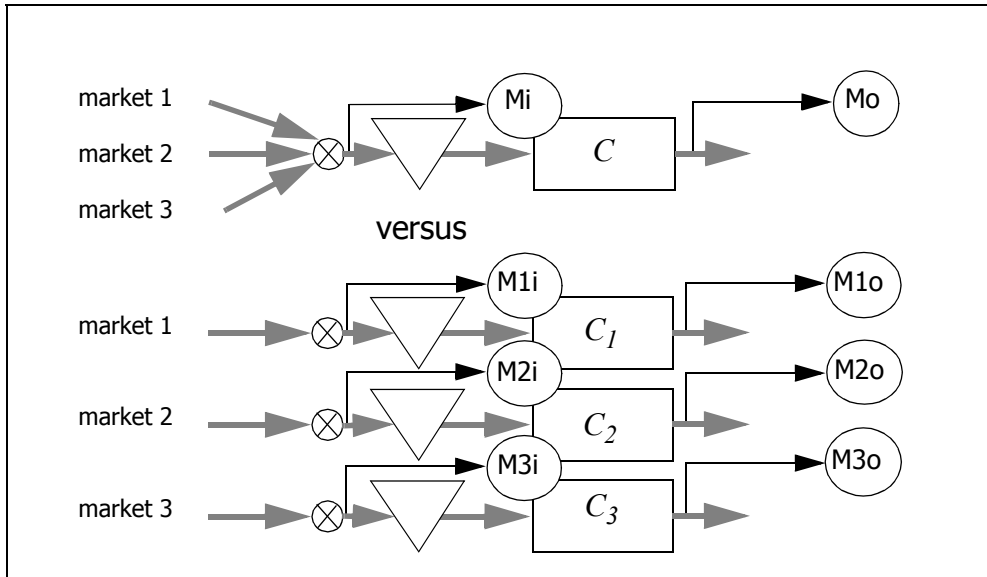 market 1
Mi
Mo
market 2
C
market 3
versus
M1i
M1o
market 1
C1
M2i
M2o
market 2
C2
M3i
M3o
market 3
C3